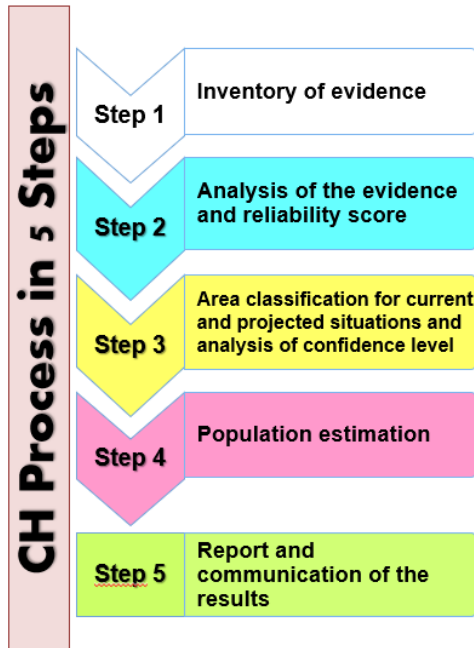 CH Process in 5 Steps
Step 1
Inventory of evidence
Step 2
Analysis of the evidence
and reliability score
Step 3
Area classification for current
and projected situations and
analysis of confidence level
Step 4
Population estimation
Step 5
Report and
communication of the
results